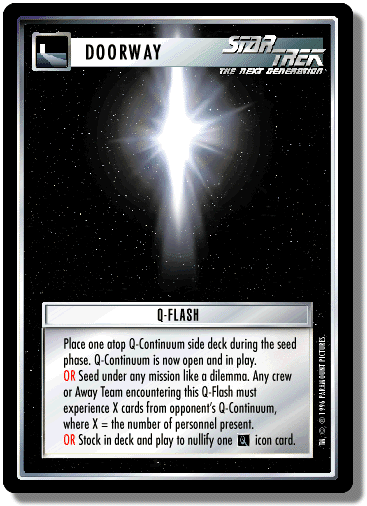 DOORWAY
STAR TREK
THE NEXT GENERATION
Q-FLASH
Place one atop Q-Continuum side deck during the seed
phase. Q-Continuum is now open and in play.
OR Seed under any mission like a dilemma. Any crew
or Away Team encountering this Q-Flash must
experience X cards from opponent's Q-Continuum,
where X = the number of personnel present.
OR Stock in deck and play to nullify one Q icon card.
TM, © 1996 PARAMOUNT PICTURES.